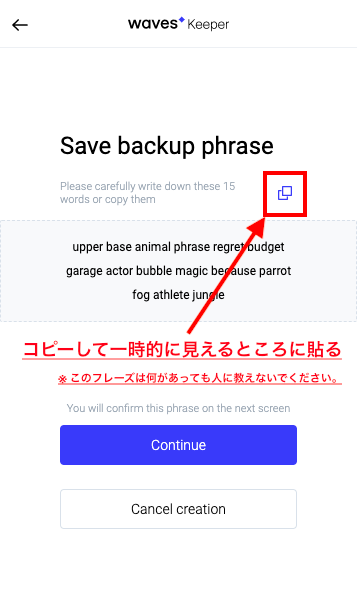 waves Keeper
Save backup phrase
Please carefully write down these 15
words or copy them
upper base animal phrase regret budget
garage actor bubble magic because parrot
fog athlete jungle
コピーして一時的に見えるところに貼る
※ このフレーズは何があっても人に教えないでください。
You will confirm this phrase on the next screen
Continue
Cancel creation